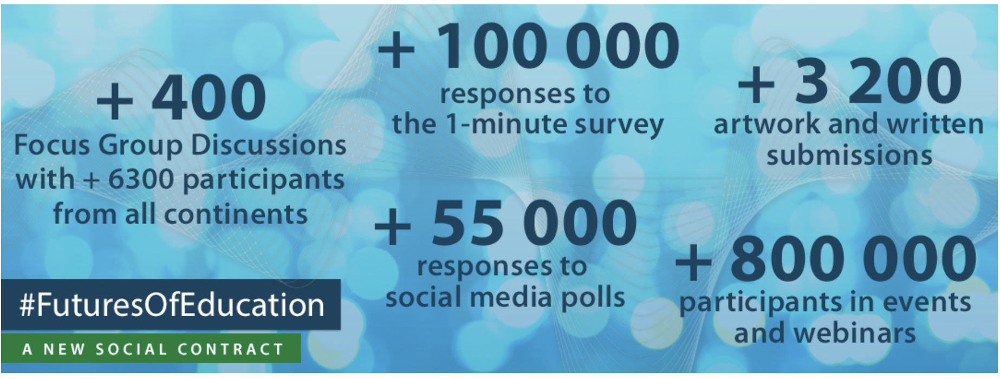 + 400
Focus Group Discussions
with + 6300 participants
from all continents
+ 100 000
responses to
the 1-minute survey
+ 55 000
responses to
social media polls
+ 3 200
artwork and written
submissions
+ 800 000
participants in events
and webinars
#FuturesOfEducation
A NEW SOCIAL CONTRACT